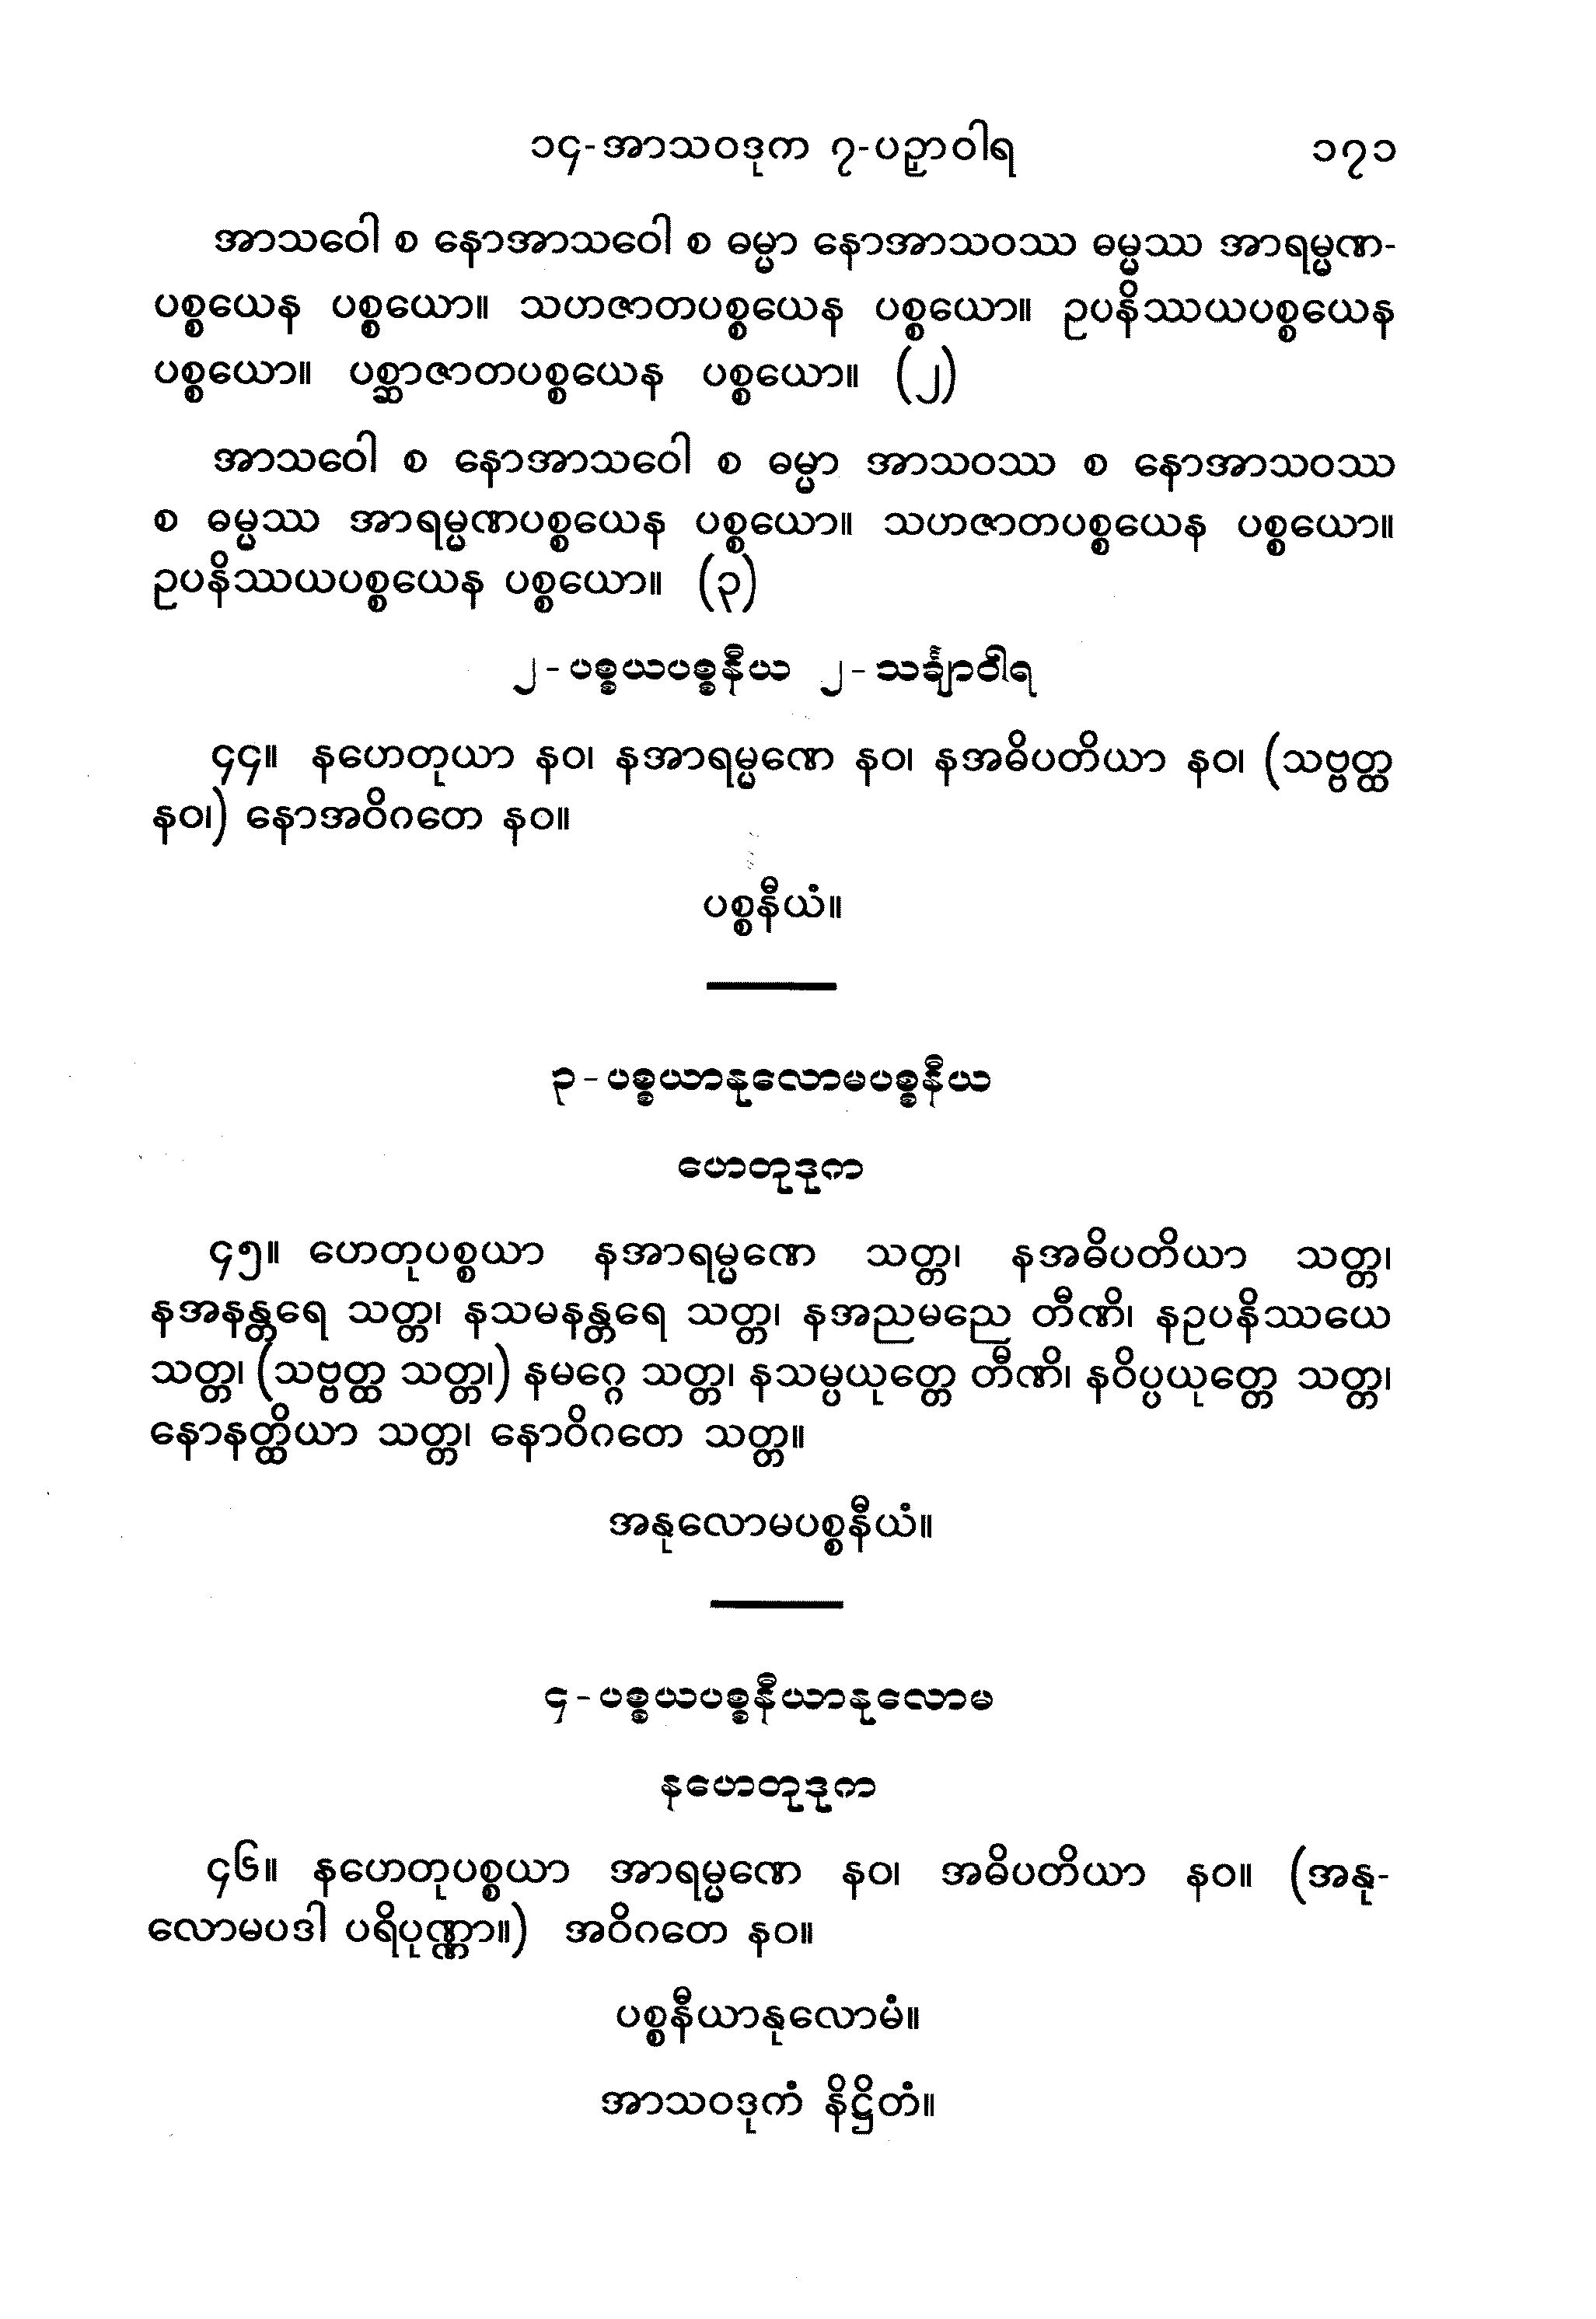 ၁၄-အာသဝဒုက ၇-ပဉှာဝါရ ၁၇၁
အာသဝေါ စ နောအာသဝေါ စ ဓမ္မာ နောအာသဝဿ ဓမ္မဿ အာရမ္မဏ-
ပစ္စယေန ပစ္စယော။ သဟဇာတပစ္စယေန ပစ္စယော။ ဥပနိဿယပစ္စယေန
ပစ္စယော။ ပစ္ဆာဇာတပစ္စယေန ပစ္စယော။ (၂)
အာသဝေါ စ နောအာသဝေါ စ ဓမ္မာ အာသဝဿ စ နောအာသဝဿ
စ ဓမ္မဿ အာရမ္မဏပစ္စယေန ပစ္စယော။ သဟဇာတပစ္စယေန ပစ္စယော။
ဥပနိဿယပစ္စယေန ပစ္စယော။ (၃)
၂-ပစ္စယပစ္စနီယ ၂-သင်္ချာဝါရ
၄၄။ နဟေတုယာ နဝ၊ နအာရမ္မဏေ နဝ၊ နအဓိပတိယာ နဝ၊ (သဗ္ဗတ္ထ
နဝ၊) နောအဝိဂတေ နဝ။
ပစ္စနီယံ။
၃-ပစ္စယာနုလောမပစ္စနီယ
ဟေတုဒုက
၄၅။ ဟေတုပစ္စယာ နအာရမ္မဏေ သတ္တ၊ နအဓိပတိယာ သတ္တ၊
နအနန္တရေ သတ္တ၊ နသမနန္တရေ သတ္တ၊ နအညမညေ တီဏိ၊ နဥပနိဿယေ
သတ္တ၊ (သဗ္ဗတ္ထ သတ္တ၊) နမဂ္ဂေ သတ္တ၊ နသမ္ပယုတ္တေ တီဏိ၊ နဝိပ္ပယုတ္တေ သတ္တ၊
နောနတ္ထိယာ သတ္တ၊ နောဝိဂတေ သတ္တ။
အနုလောမပစ္စနီယံ။
၄-ပစ္စယပစ္စနီယာနုလောမ
နဟေတုဒုက
၄၆။ နဟေတုပစ္စယာ အာရမ္မဏေ နဝ၊ အဓိပတိယာ နဝ။ (အနု-
လောမပဒါ ပရိပုဏ္ဏာ။) အဝိဂတေ နဝ။
ပစ္စနီယာနုလောမံ။
အာသဝဒုကံ နိဋ္ဌိတံ။